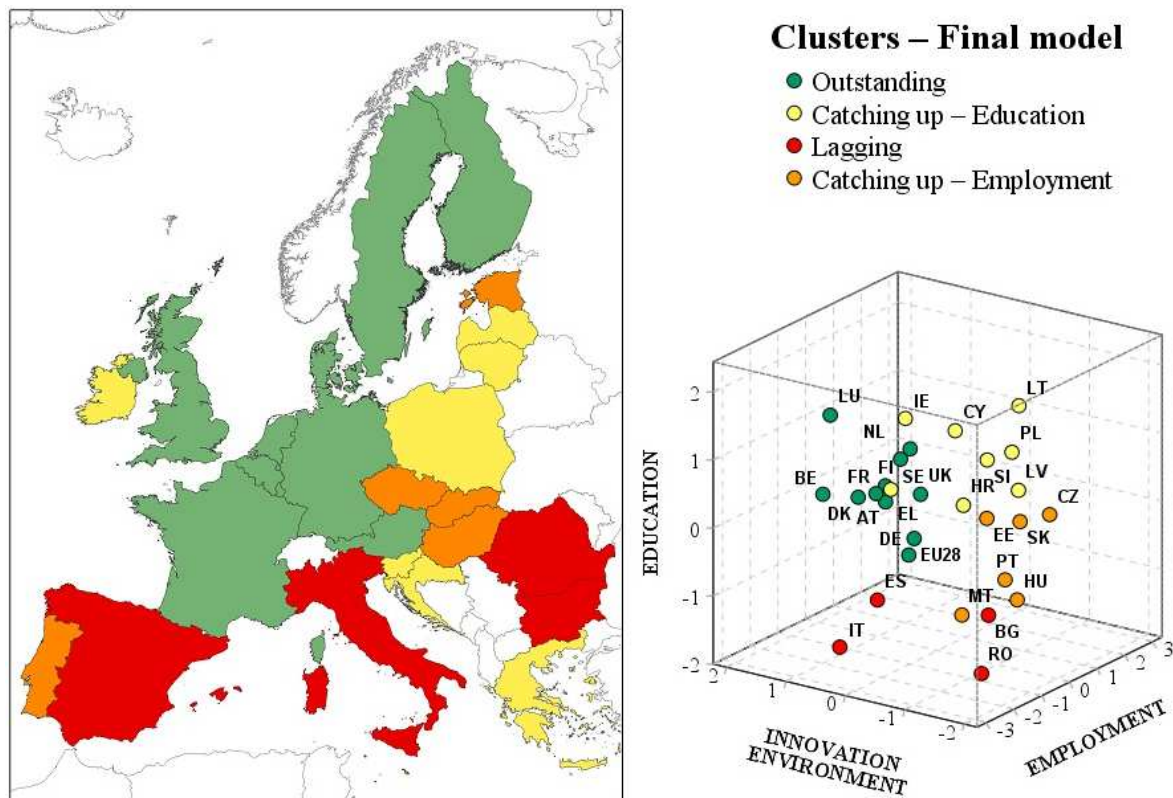 Clusters – Final model
Outstanding
Catching up – Education
Lagging
Catching up – Employment
EDUCATION
2
1
0
-1
-2
LU
IE
CY
LT
NL
PL
BE
FR
FI
SE
UK
SI
LV
HR
CZ
DK
AT
EL
EE
SK
DE
EU28
PT
ES
MT
HU
IT
BG
RO
2
1
0
-1
-2
INNOVATION
ENVIRONMENT
-3
-2
-1
0
1
2
3
EMPLOYMENT